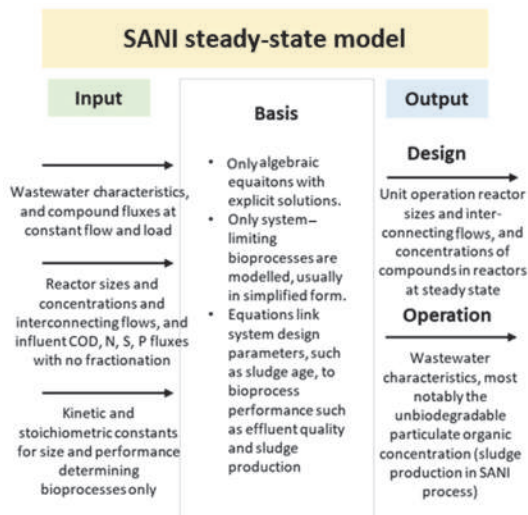 SANI steady-state model
Input
Wastewater characteristics,
and compound fluxes at
constant flow and load
Reactor sizes and
concentrations and
interconnecting flows, and
influent COD, N, S, P fluxes
with no fractionation
Kinetic and
stoichiometric constants
for size and performance
determining
bioprocesses only
Basis
• Only algebraic
equaitons with
explicit solutions.
• Only system–
limiting
bioprocesses are
modelled, usually
in simplified form.
• Equations link
system design
parameters, such
as sludge age, to
bioprocess
performance such
as effluent quality
and sludge
production
Output
Design
Unit operation reactor
sizes and inter-
connecting flows, and
concentrations of
compounds in reactors
at steady state
Operation
Wastewater
characteristics, most
notably the
unbiodegradable
particulate organic
concentration (sludge
production in SANI
process)